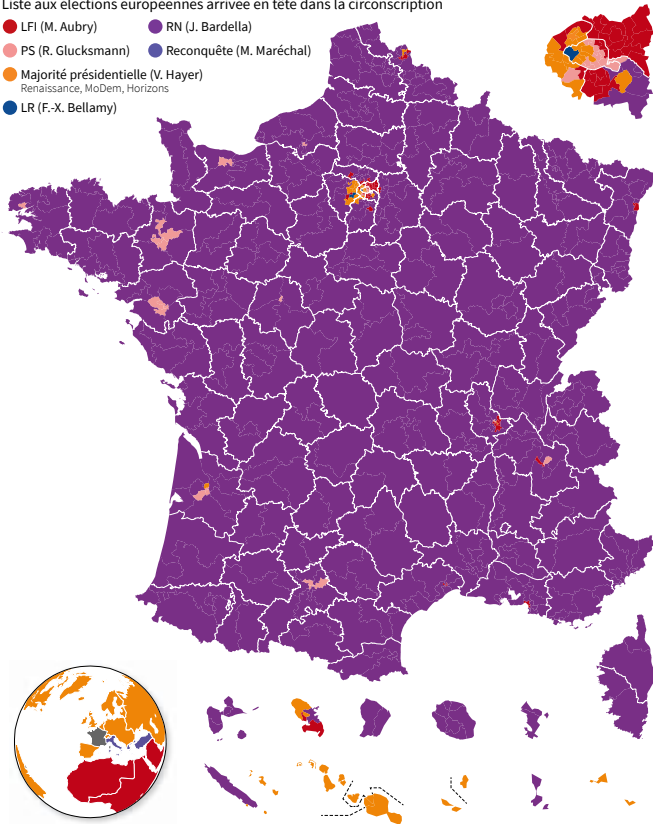 Liste aux élections européennes arrivée en tête dans la circonscription
LFI (M. Aubry)
RN (J. Bardella)
PS (R. Glucksmann)
Reconquête (M. Maréchal)
Majorité présidentielle (V. Hayer)
Renaissance, MoDem, Horizons
LR (F.-X. Bellamy)